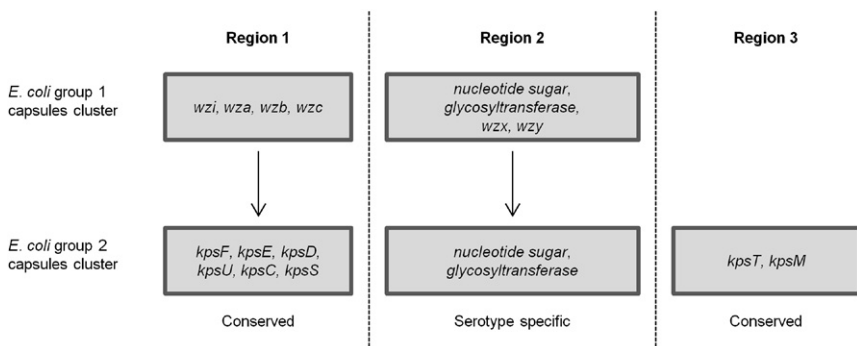 Region 1
Region 2
Region 3
E. coli group 1
capsules cluster
wzi, wza, wzb, wzc
nucleotide sugar,
glycosyltransferase,
wzx, wzy
E. coli group 2
capsules cluster
kpsF, kpsE, kpsD,
kpsU, kpsC, kpsS
nucleotide sugar,
glycosyltransferase
kpsT, kpsM
Conserved
Serotype specific
Conserved